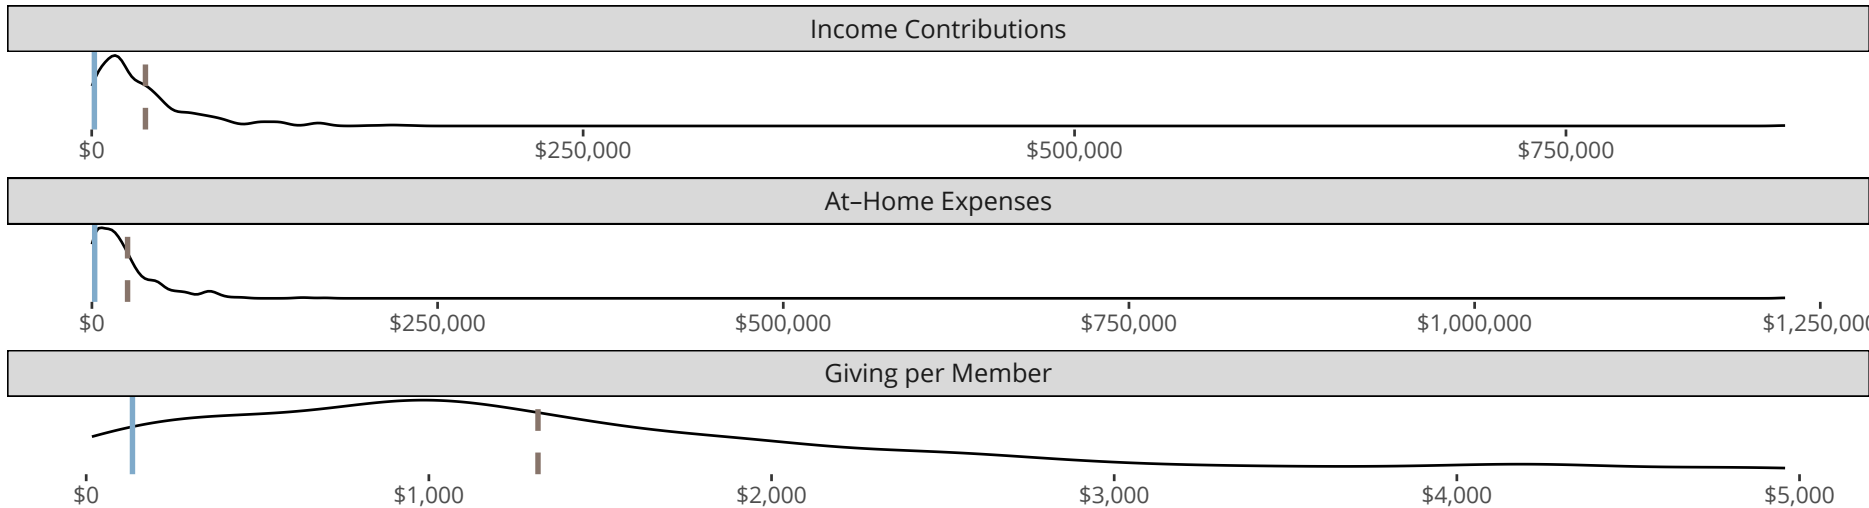 Income Contributions
$0 $250,000 $500,000 $750,000
At–Home Expenses
$0 $250,000 $500,000 $750,000 $1,000,000
Giving per Member
$0 $1,000 $2,000 $3,000 $4,000 $5,000